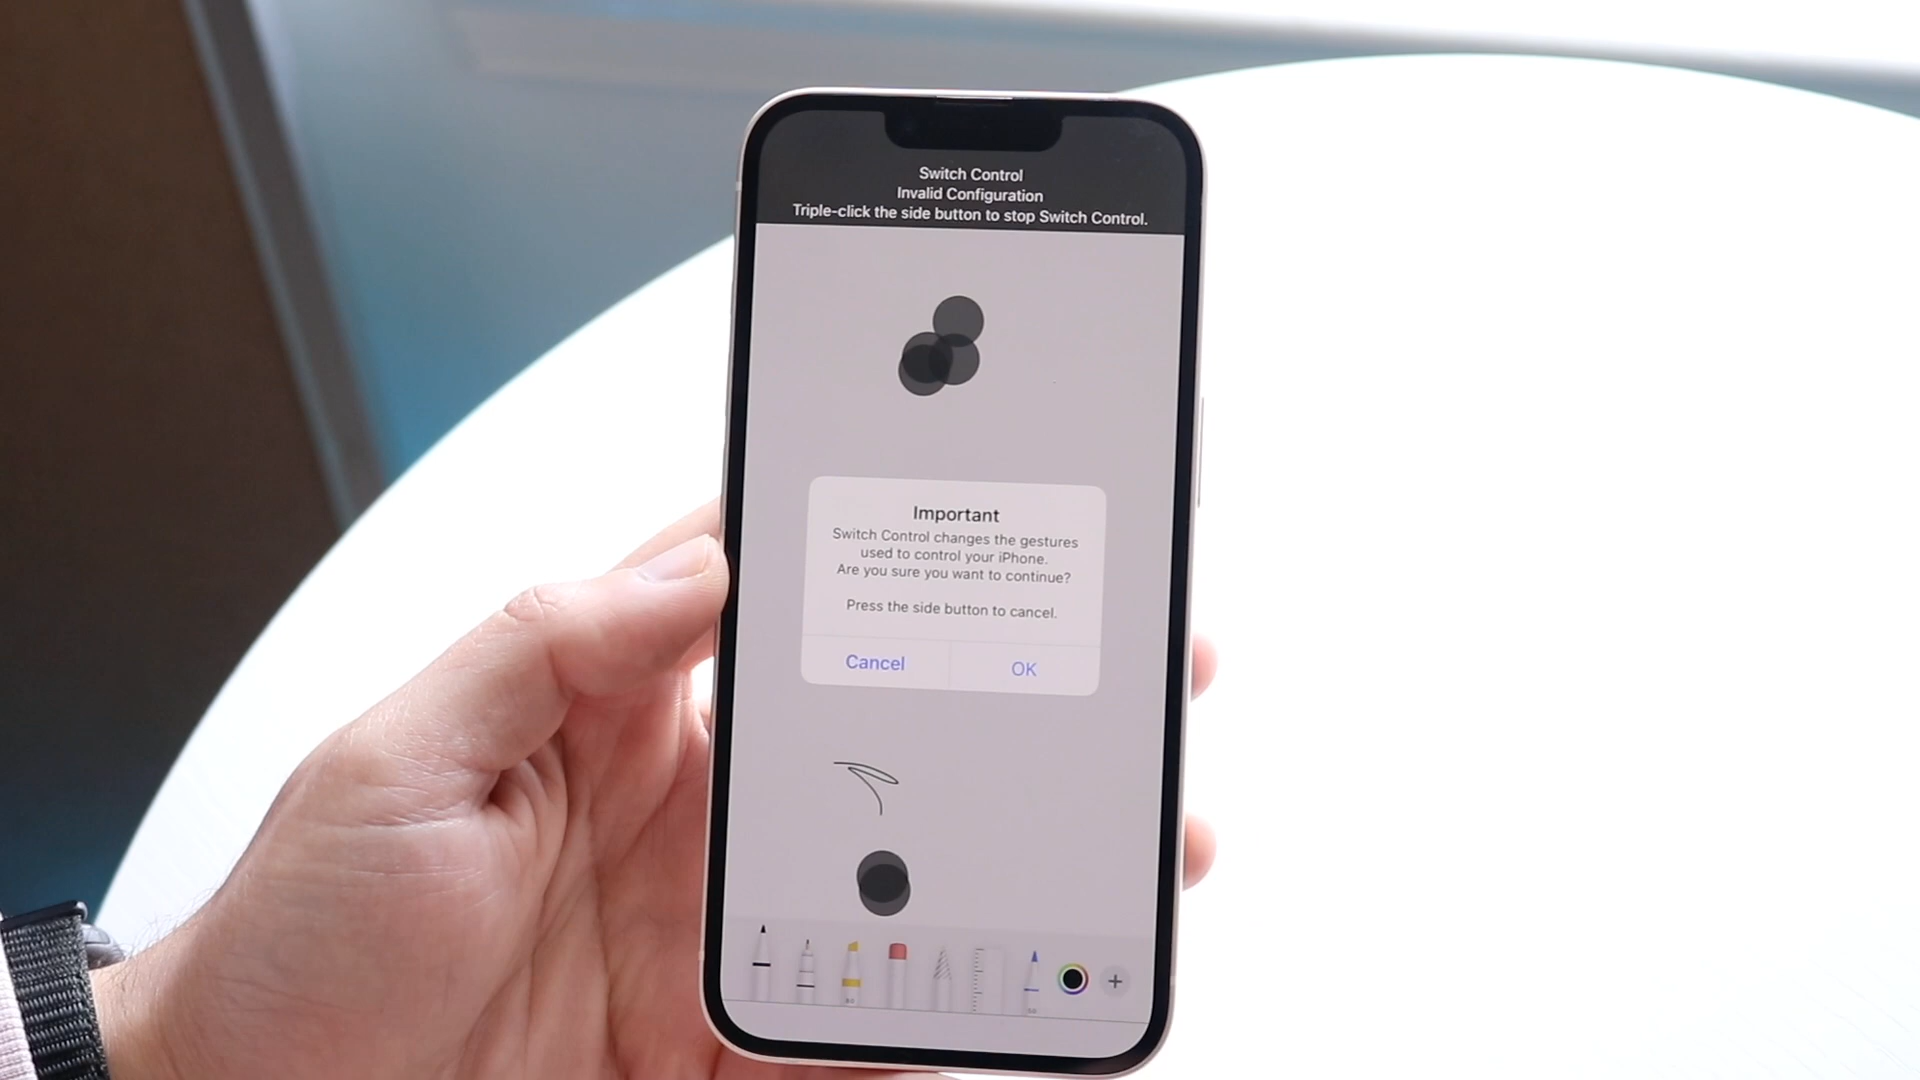 Switch Control
Invalid Configuration
Triple-click the side button to stop Switch Control.
Important
Switch Control changes the gestures
used to control your iPhone.
Are you sure you want to continue?
Press the side button to cancel.
Cancel
OK